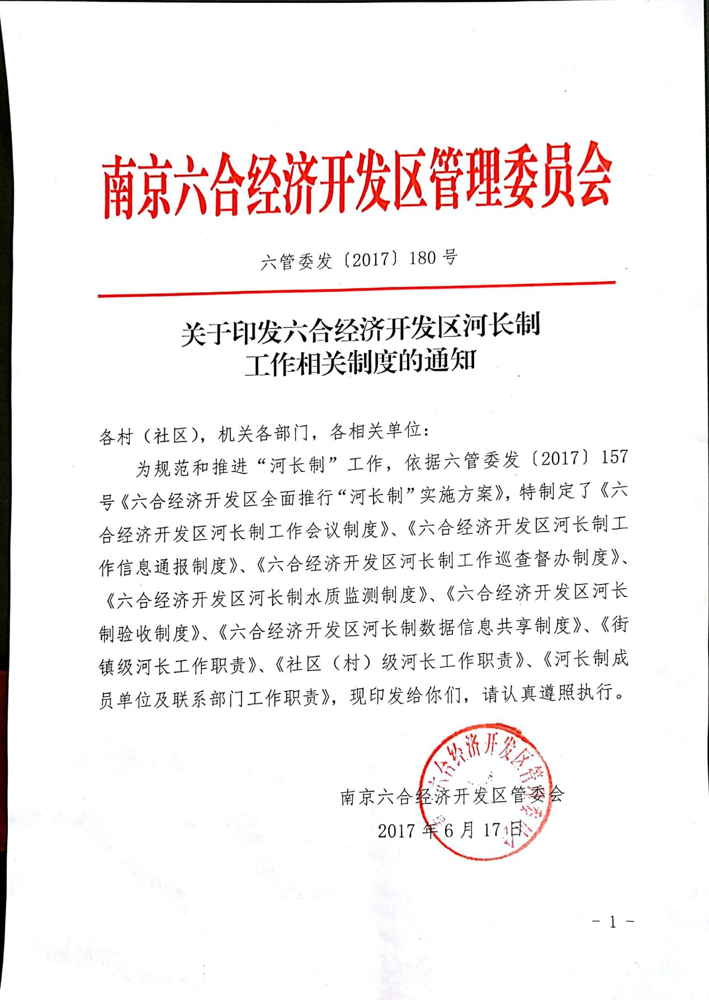 南京六合经济开发区管理委员会
六管委发〔2017〕180 号
关于印发六合经济开发区河长制
工作相关制度的通知
各村（社区），机关各部门，各相关单位：
为规范和推进“河长制”工作，依据六管委发〔2017〕157
号《六合经济开发区全面推行“河长制”实施方案》，特制定了《六
合经济开发区河长制工作会议制度》、《六合经济开发区河长制工
作信息通报制度》、《六合经济开发区河长制工作巡查督办制度》、
《六合经济开发区河长制水质监测制度》、《六合经济开发区河长
制验收制度》、《六合经济开发区河长制数据信息共享制度》、《街
镇级河长工作职责》、《社区（村）级河长工作职责》、《河长制成
员单位及联系部门工作职责》，现印发给你们，请认真遵照执行。
六合经济开发区管理委员会
南京六合经济开发区管委会
2017 年 6 月 17 日
- 1 -